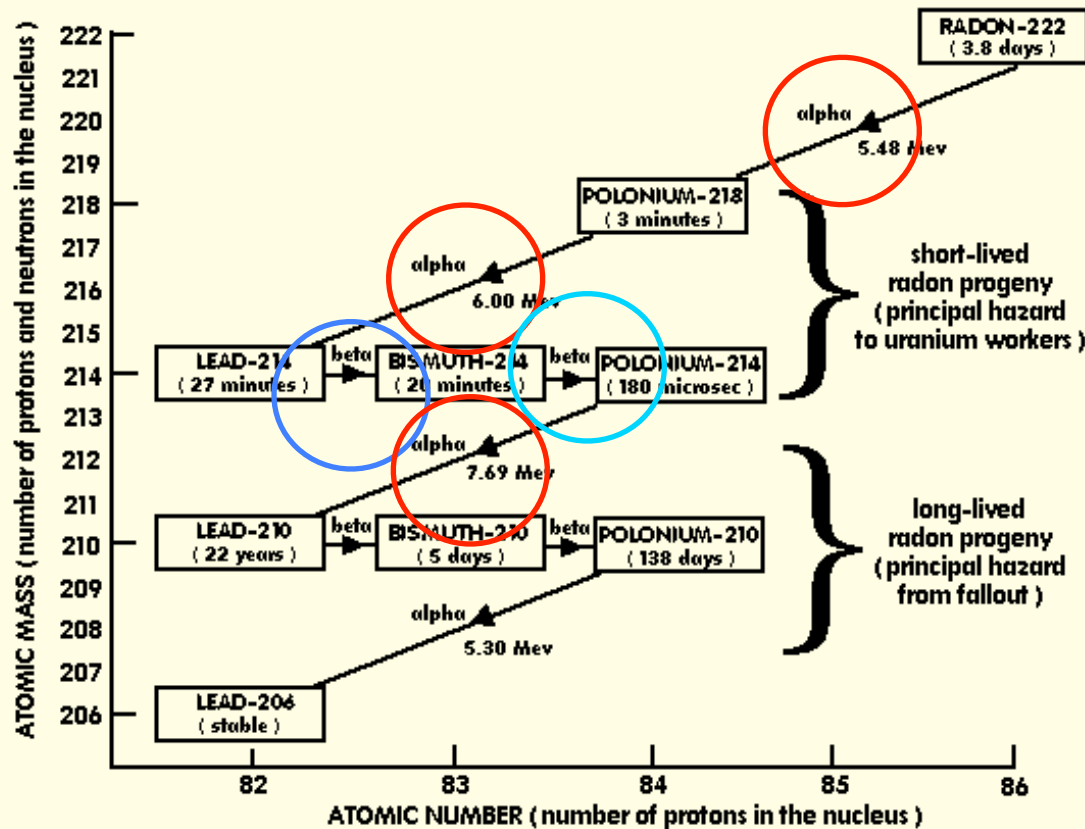 222
RADON-222
( 3.8 days )
221
220
alpha
5.48 Mev
219
218
POLONIUM-218
( 3 minutes )
217
alpha
216
6.00 Mev
short-lived
radon progeny
( principal hazard
to uranium workers )
215
beta
beta
214
LEAD-214
( 27 minutes )
BISMUTH-214
( 20 minutes )
POLONIUM-214
( 180 microsec )
213
alpha
212
7.69 Mev
211
beta
beta
210
LEAD-210
( 22 years )
BISMUTH-210
( 5 days )
POLONIUM-210
( 138 days )
long-lived
radon progeny
( principal hazard
from fallout )
209
alpha
208
5.30 Mev
207
206
LEAD-206
( stable )
82
83
84
85
86
ATOMIC MASS ( number of protons and neutrons in the nucleus )
ATOMIC NUMBER ( number of protons in the nucleus )